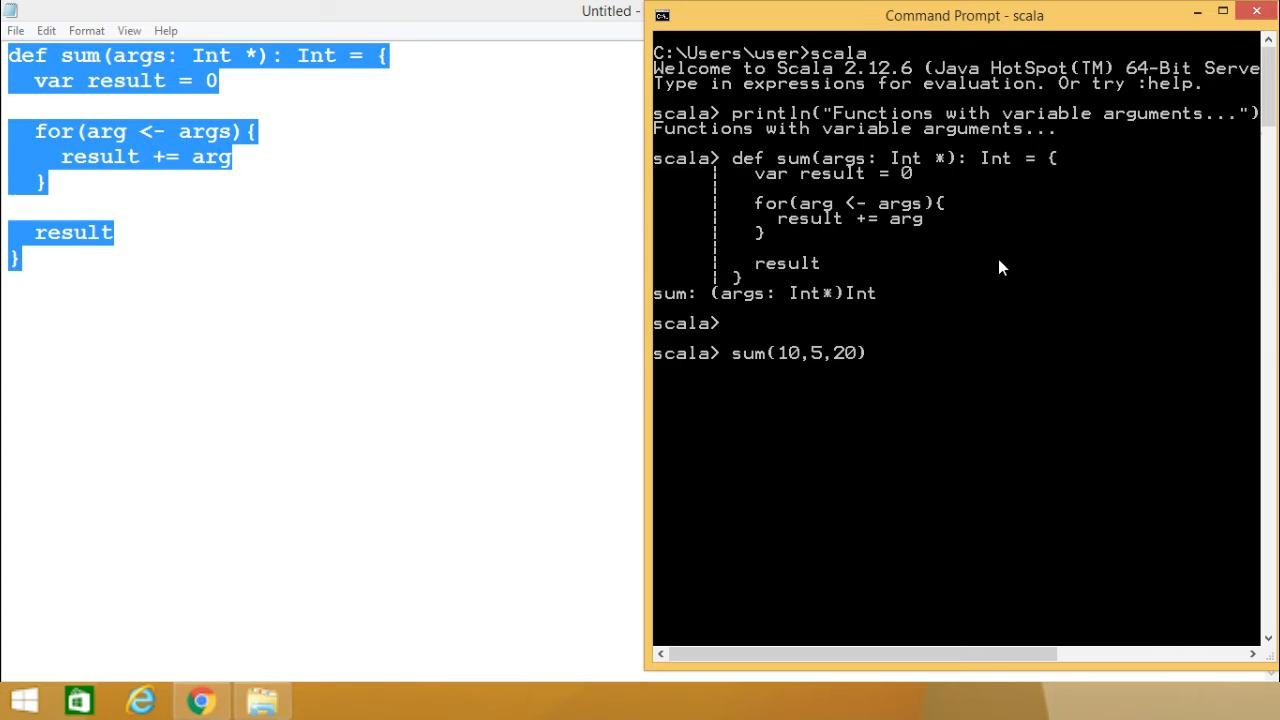 Untitled -
File Edit Format View Help
def sum(args: Int *): Int = {
  var result = 0
  for(arg <- args){
    result += arg
  }
  result
}
Command Prompt - scala
C:\Users\user>scala
Welcome to Scala 2.12.6 (Java HotSpot(TM) 64-Bit Serve
Type in expressions for evaluation. Or try :help.
scala> println("Functions with variable arguments...")
Functions with variable arguments...
scala> def sum(args: Int *): Int = {
     |   var result = 0
     |
     |   for(arg <- args){
     |     result += arg
     |   }
     |
     |   result
     | }
sum: (args: Int*)Int
scala>
scala> sum(10,5,20)